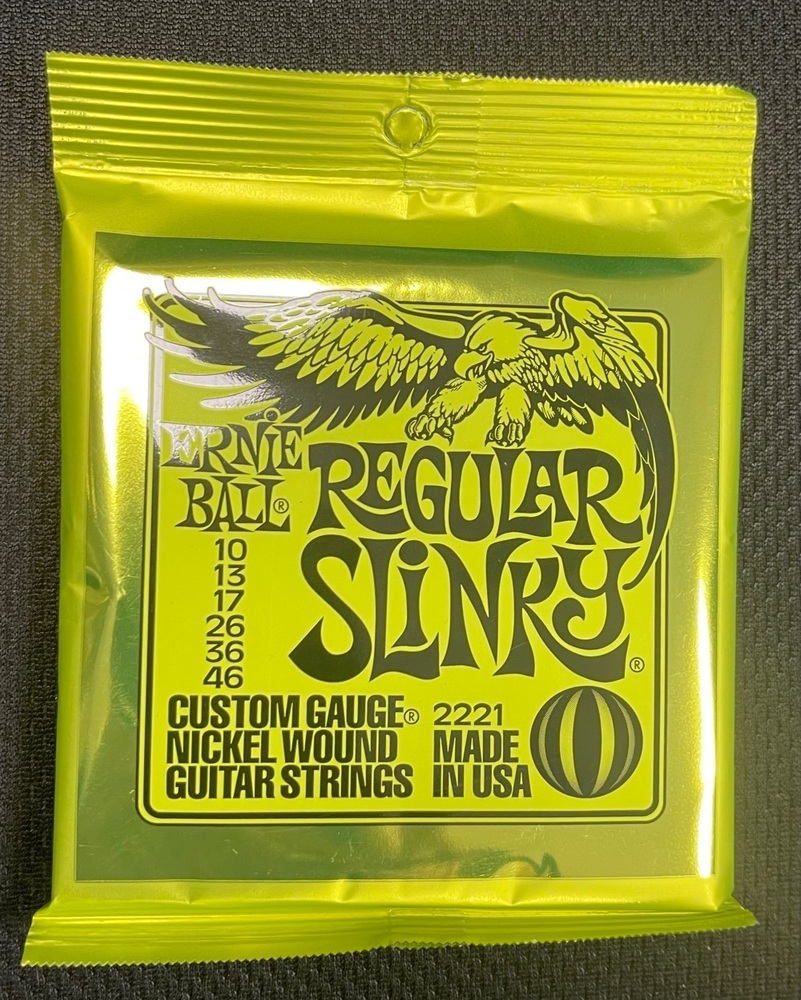 ERNIE
BALL®
REGULAR
SLINKY®
10
13
17
26
36
46
CUSTOM GAUGE®
NICKEL WOUND
GUITAR STRINGS
2221
MADE
IN USA